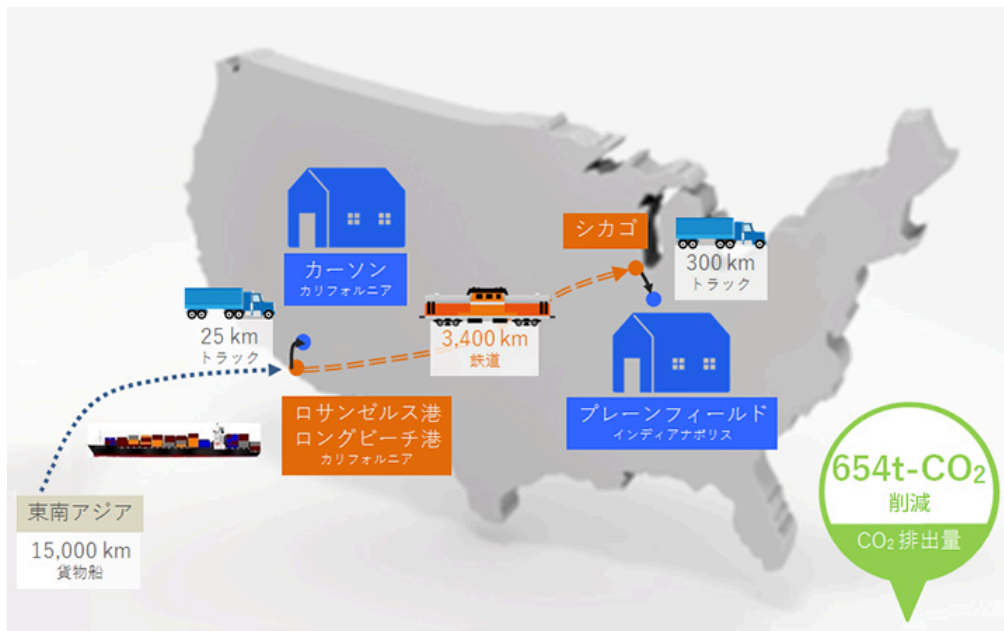 シカゴ
300 km
トラック
カーソン
カリフォルニア
25 km
トラック
3,400 km
鉄道
ロサンゼルス港
ロングビーチ港
カリフォルニア
プレーンフィールド
インディアナポリス
東南アジア
15,000 km
貨物船
654t-CO₂
削減
CO₂ 排出量